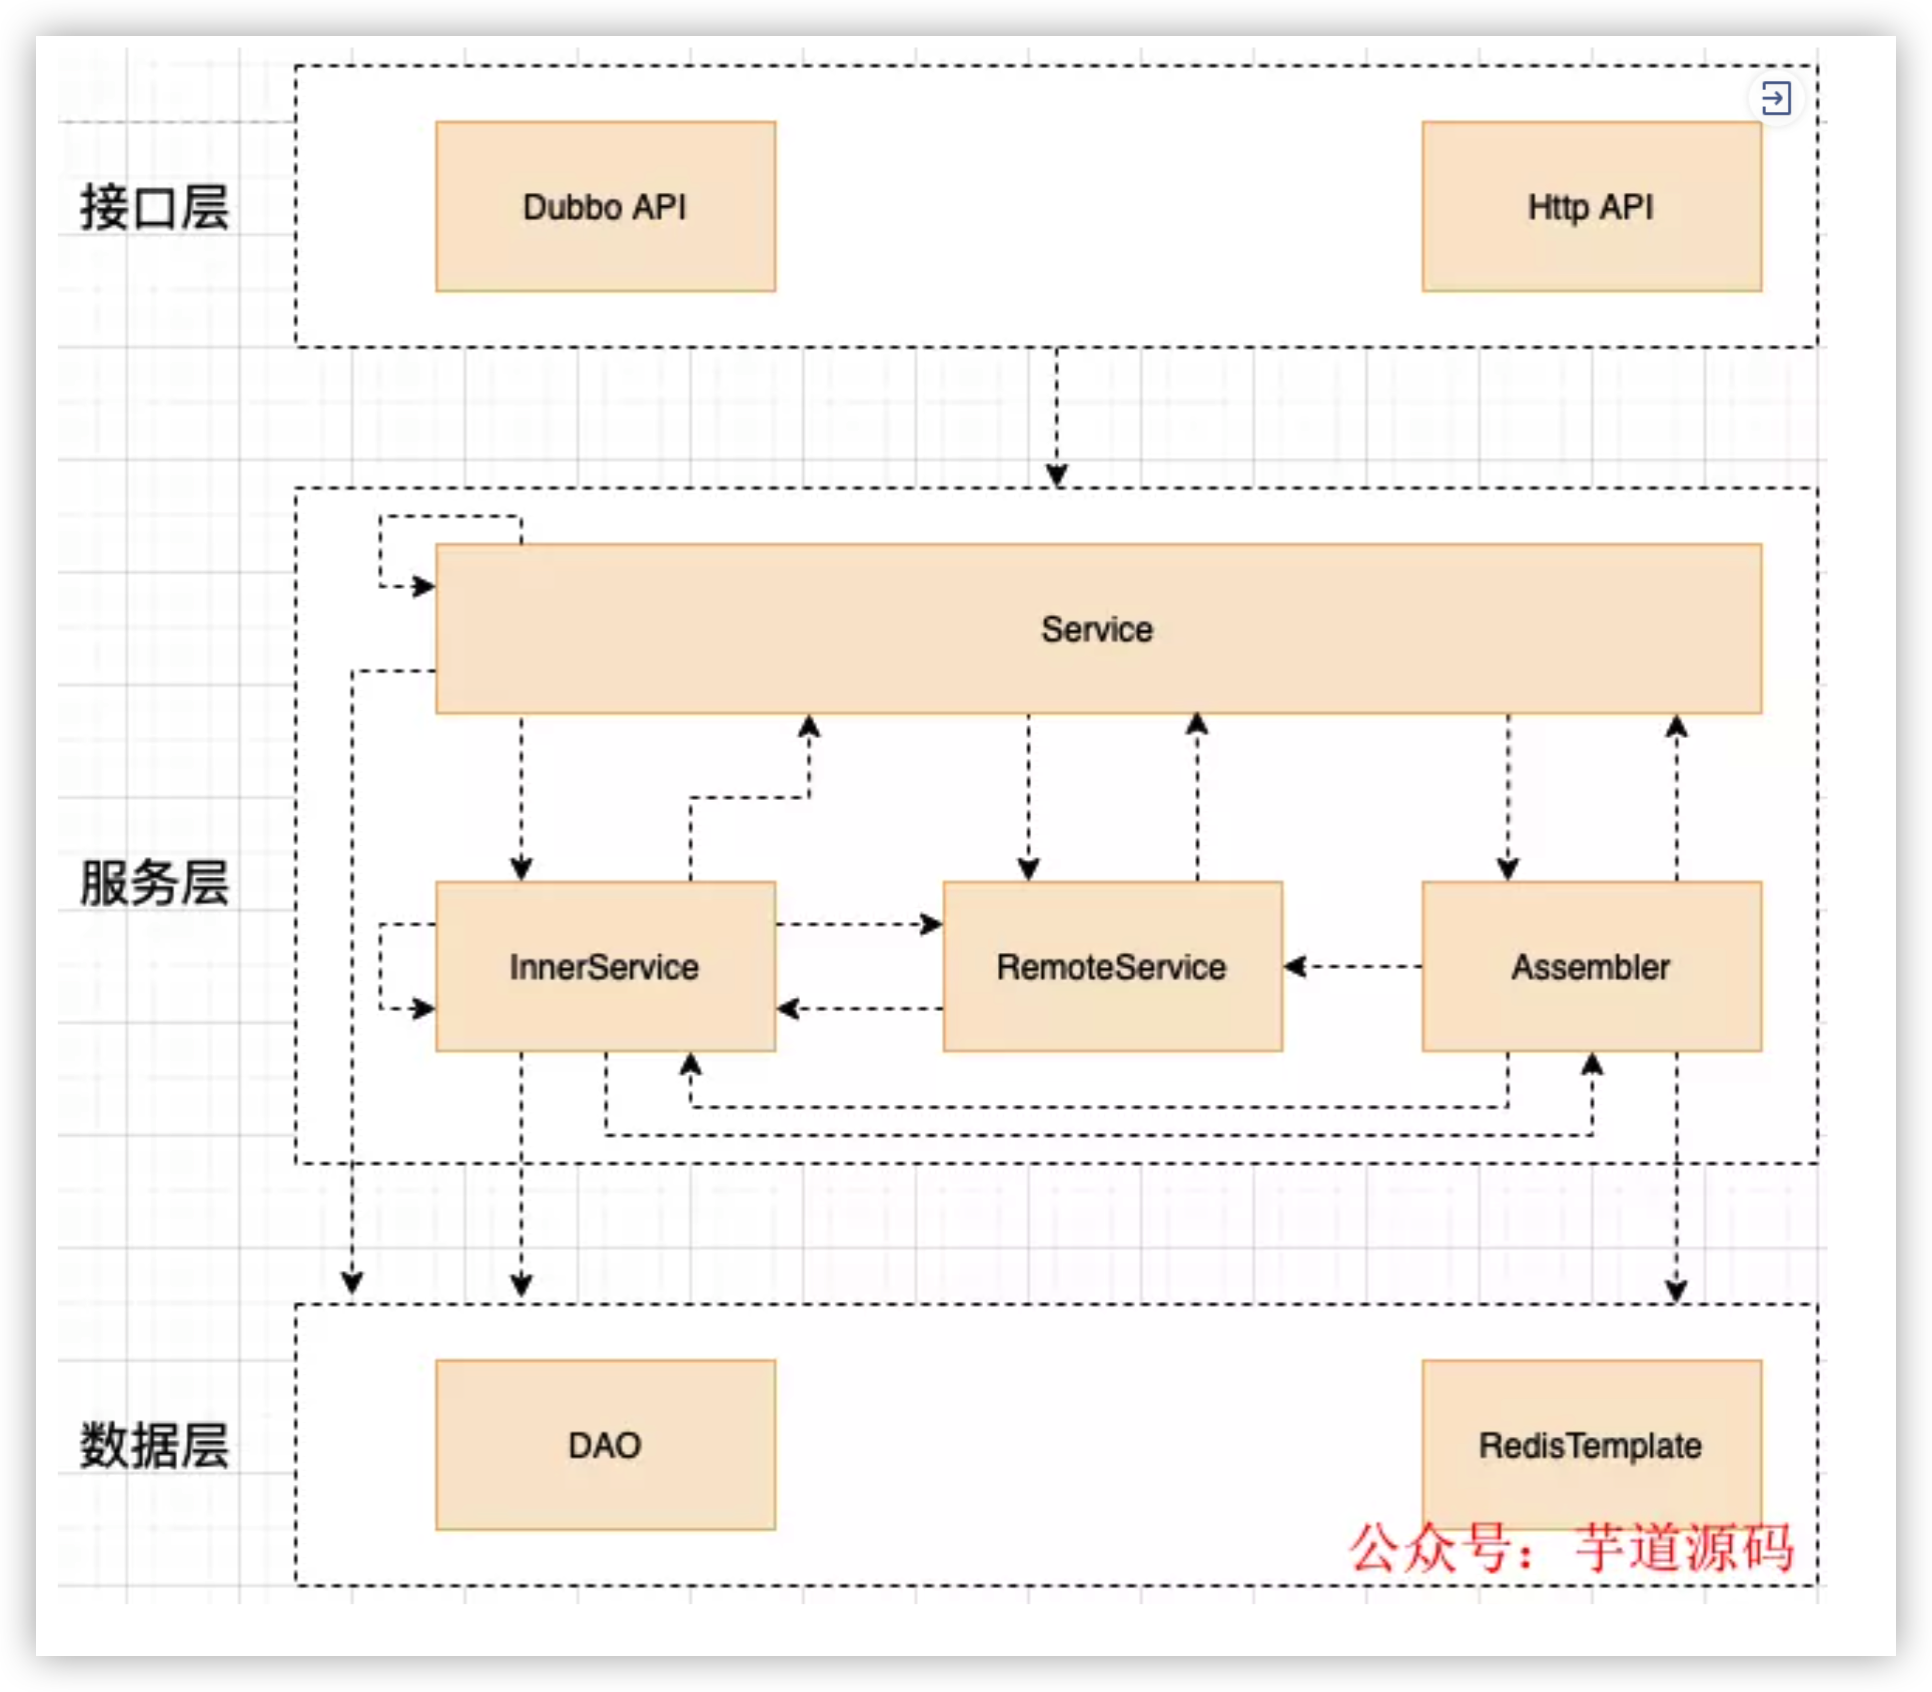 接口层
Dubbo API
Http API
服务层
Service
InnerService
RemoteService
Assembler
数据层
DAO
RedisTemplate
公众号：芋道源码